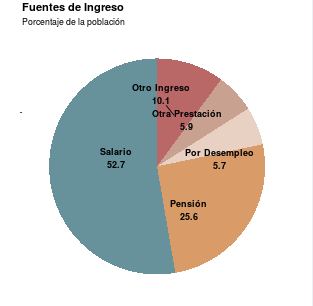 Fuentes de Ingreso
Porcentaje de la población
Otro Ingreso
10.1
Otra Prestación
5.9
Por Desempleo
5.7
Salario
52.7
Pensión
25.6